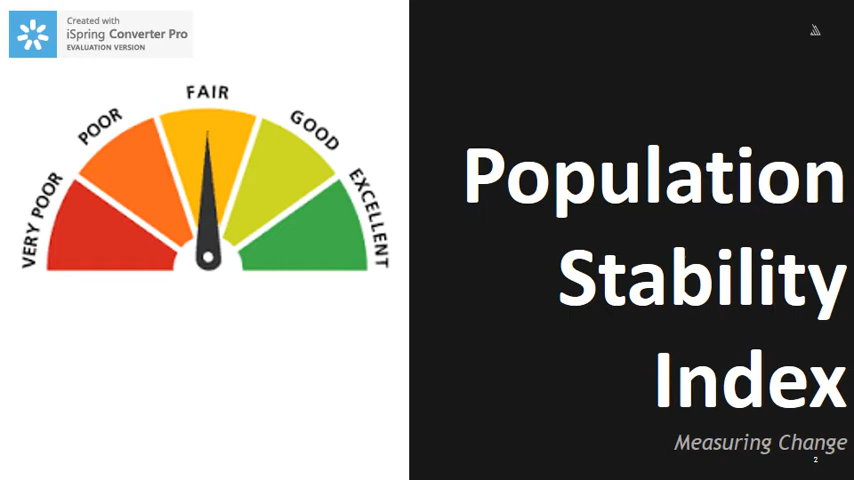 Created with
iSpring Converter Pro
EVALUATION VERSION
VERY POOR
POOR
FAIR
GOOD
EXCELLENT
Population
Stability
Index
Measuring Change
2